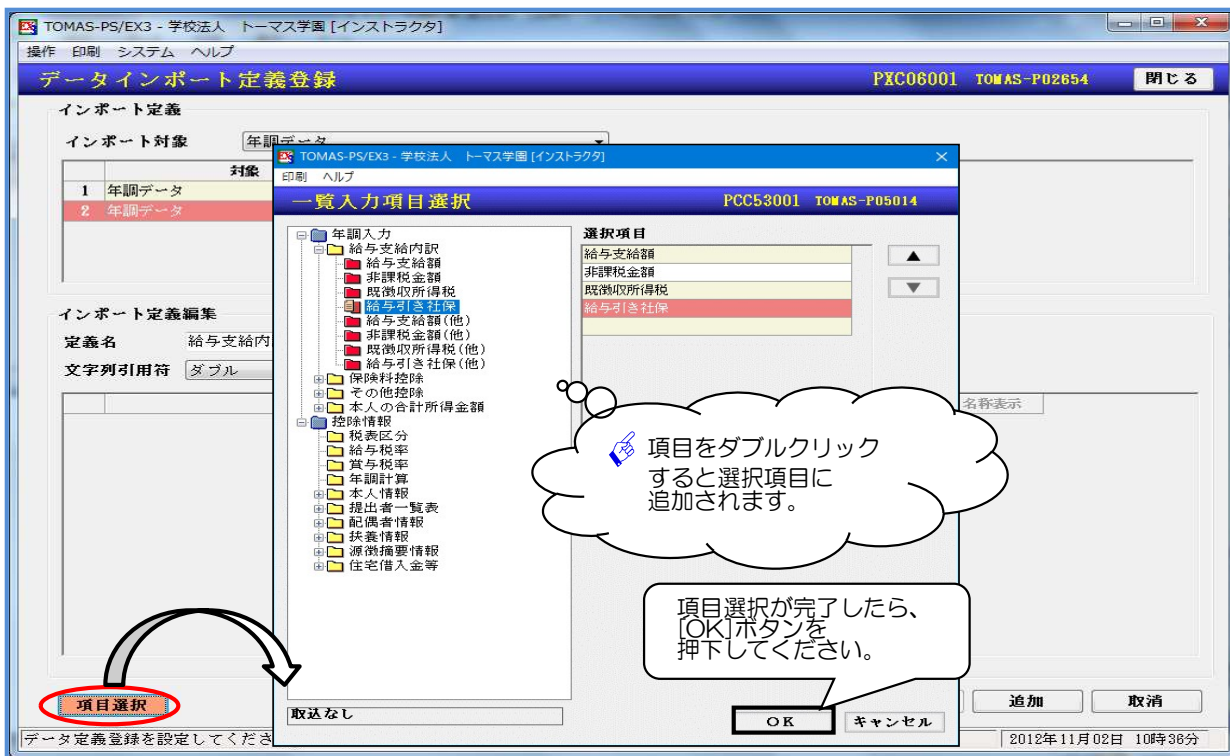 TOMAS-PS/EX3 - 学校法人　トーマス学園 [インストラクタ]
操作　印刷　システム　ヘルプ
データインポート定義登録　PXC06001　TOMAS-P02654　閉じる
インポート定義
インポート対象　年調データ
対象
1　年調データ
2　年調データ
インポート定義編集
定義名　給与支給内
文字列引用符　ダブル
名称表示
項目選択
追加　取消
データ定義登録を設定してくださ
2012年11月02日　10時36分
TOMAS-PS/EX3 - 学校法人　トーマス学園 [インストラクタ]
印刷　ヘルプ
一覧入力項目選択　PCC53001　TOMAS-P05014
年調入力
給与支給内訳
給与支給額
非課税金額
既徴収所得税
給与引き社保
給与支給額(他)
非課税金額(他)
既徴収所得税(他)
給与引き社保(他)
保険料控除
その他控除
本人の合計所得金額
控除情報
税表区分
給与税率
賞与税率
年調計算
本人情報
提出者一覧表
配偶者情報
扶養情報
源徴摘要情報
住宅借入金等
取込なし
選択項目
給与支給額
非課税金額
既徴収所得税
給与引き社保
▲
▼
項目をダブルクリック
すると選択項目に
追加されます。
項目選択が完了したら、
[OK]ボタンを
押下してください。
OK　キャンセル